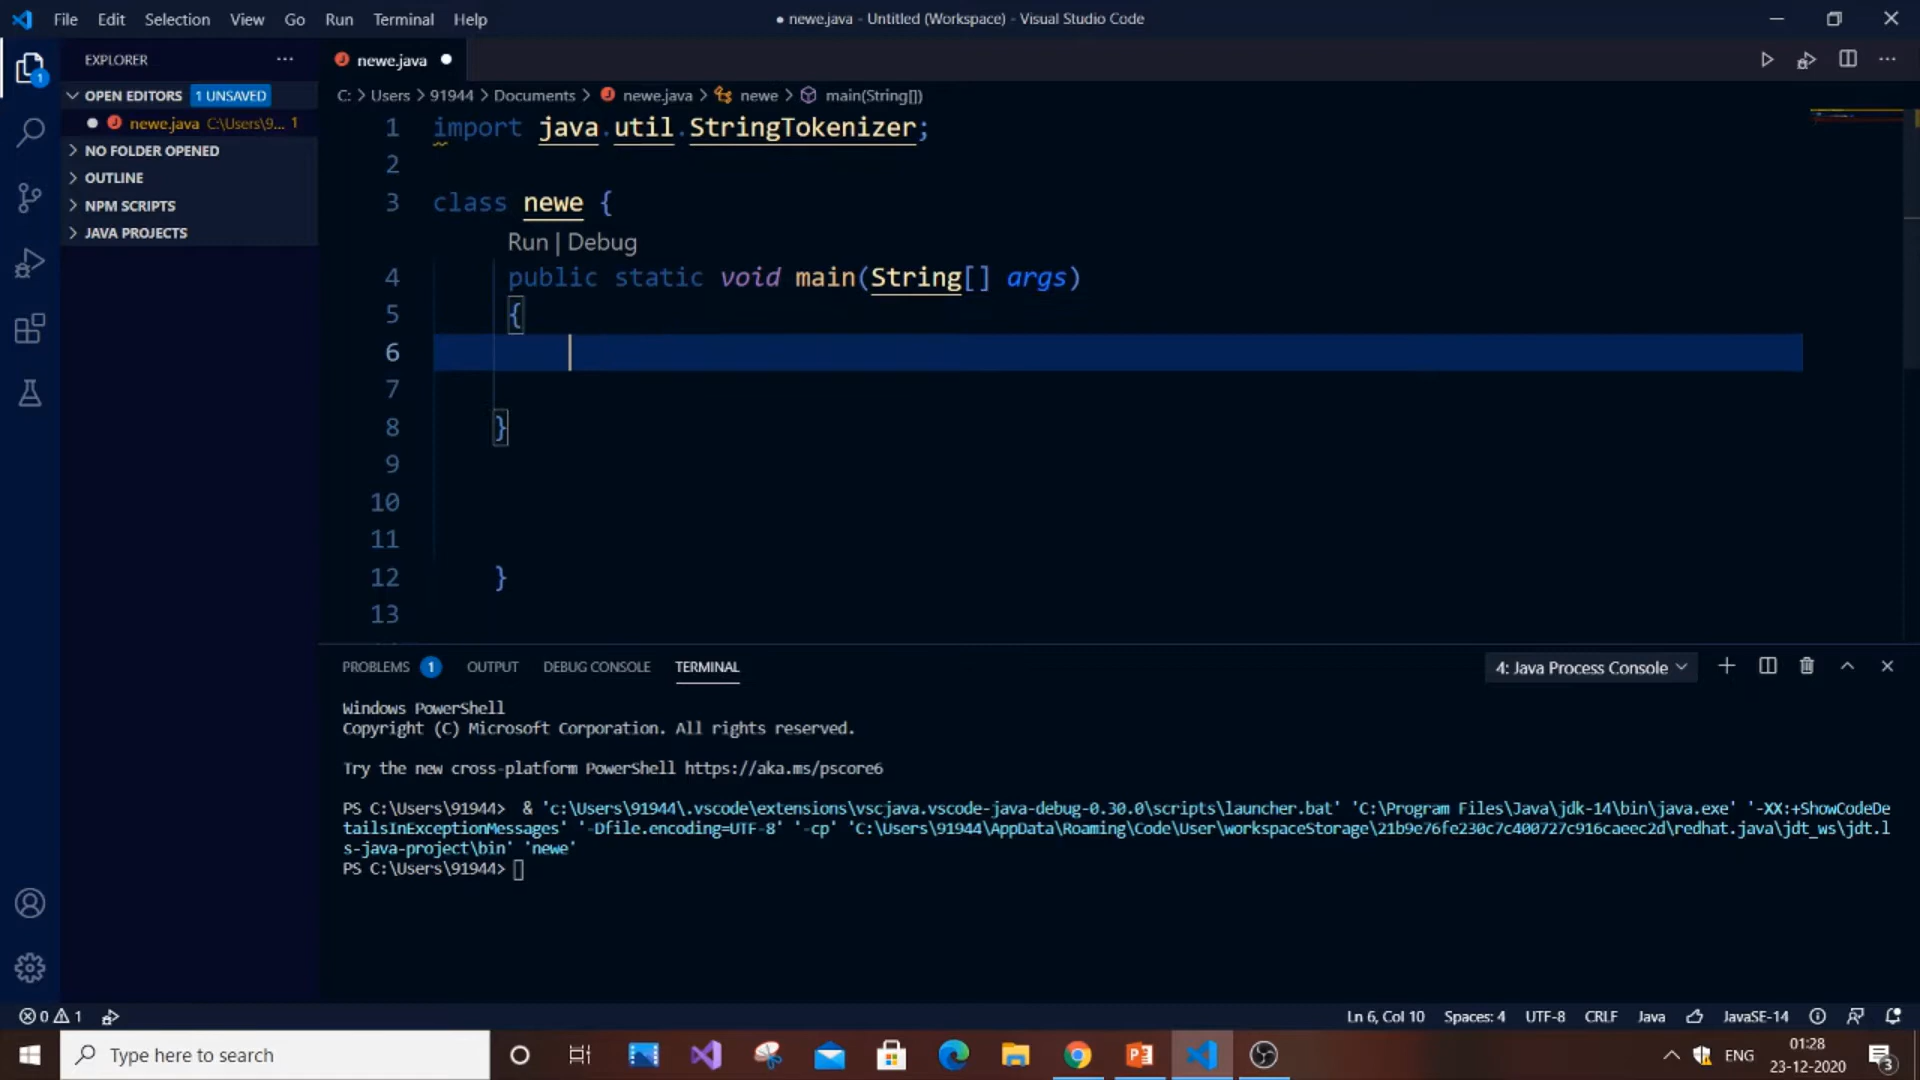 File Edit Selection View Go Run Terminal Help
● newe.java - Untitled (Workspace) - Visual Studio Code
EXPLORER
OPEN EDITORS 1 UNSAVED
newe.java C:\Users\9... 1
NO FOLDER OPENED
OUTLINE
NPM SCRIPTS
JAVA PROJECTS
1
newe.java
C: > Users > 91944 > Documents > newe.java > newe > main(String[])
1 import java.util.StringTokenizer;
2
3 class newe {
Run | Debug
4 public static void main(String[] args)
5 {
6
7
8 }
9
10
11
12 }
13
PROBLEMS 1 OUTPUT DEBUG CONSOLE TERMINAL
4: Java Process Console
Windows PowerShell
Copyright (C) Microsoft Corporation. All rights reserved.
Try the new cross-platform PowerShell https://aka.ms/pscore6
PS C:\Users\91944> & 'c:\Users\91944\.vscode\extensions\vscjava.vscode-java-debug-0.30.0\scripts\launcher.bat' 'C:\Program Files\Java\jdk-14\bin\java.exe' '-XX:+ShowCodeDe
tailsInExceptionMessages' '-Dfile.encoding=UTF-8' '-cp' 'C:\Users\91944\AppData\Roaming\Code\User\workspaceStorage\21b9e76fe230c7c400727c916caeec2d\redhat.java\jdt_ws\jdt.l
s-java-project\bin' 'newe'
PS C:\Users\91944>
0 1
Ln 6, Col 10 Spaces: 4 UTF-8 CRLF Java JavaSE-14
Type here to search
ENG
01:28
23-12-2020
3